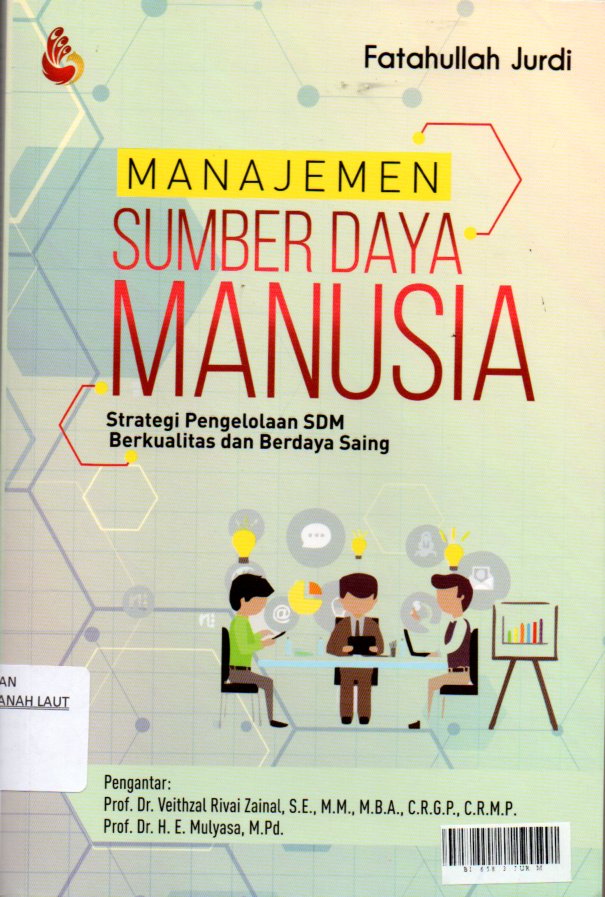 Fatahullah Jurdi
MANAJEMEN
SUMBER DAYA
MANUSIA
Strategi Pengelolaan SDM
Berkualitas dan Berdaya Saing
@
AN
ANAH LAUT
Pengantar:
Prof. Dr. Veithzal Rivai Zainal, S.E., M.M., M.B.A., C.R.G.P., C.R.M.P.
Prof. Dr. H. E. Mulyasa, M.Pd.